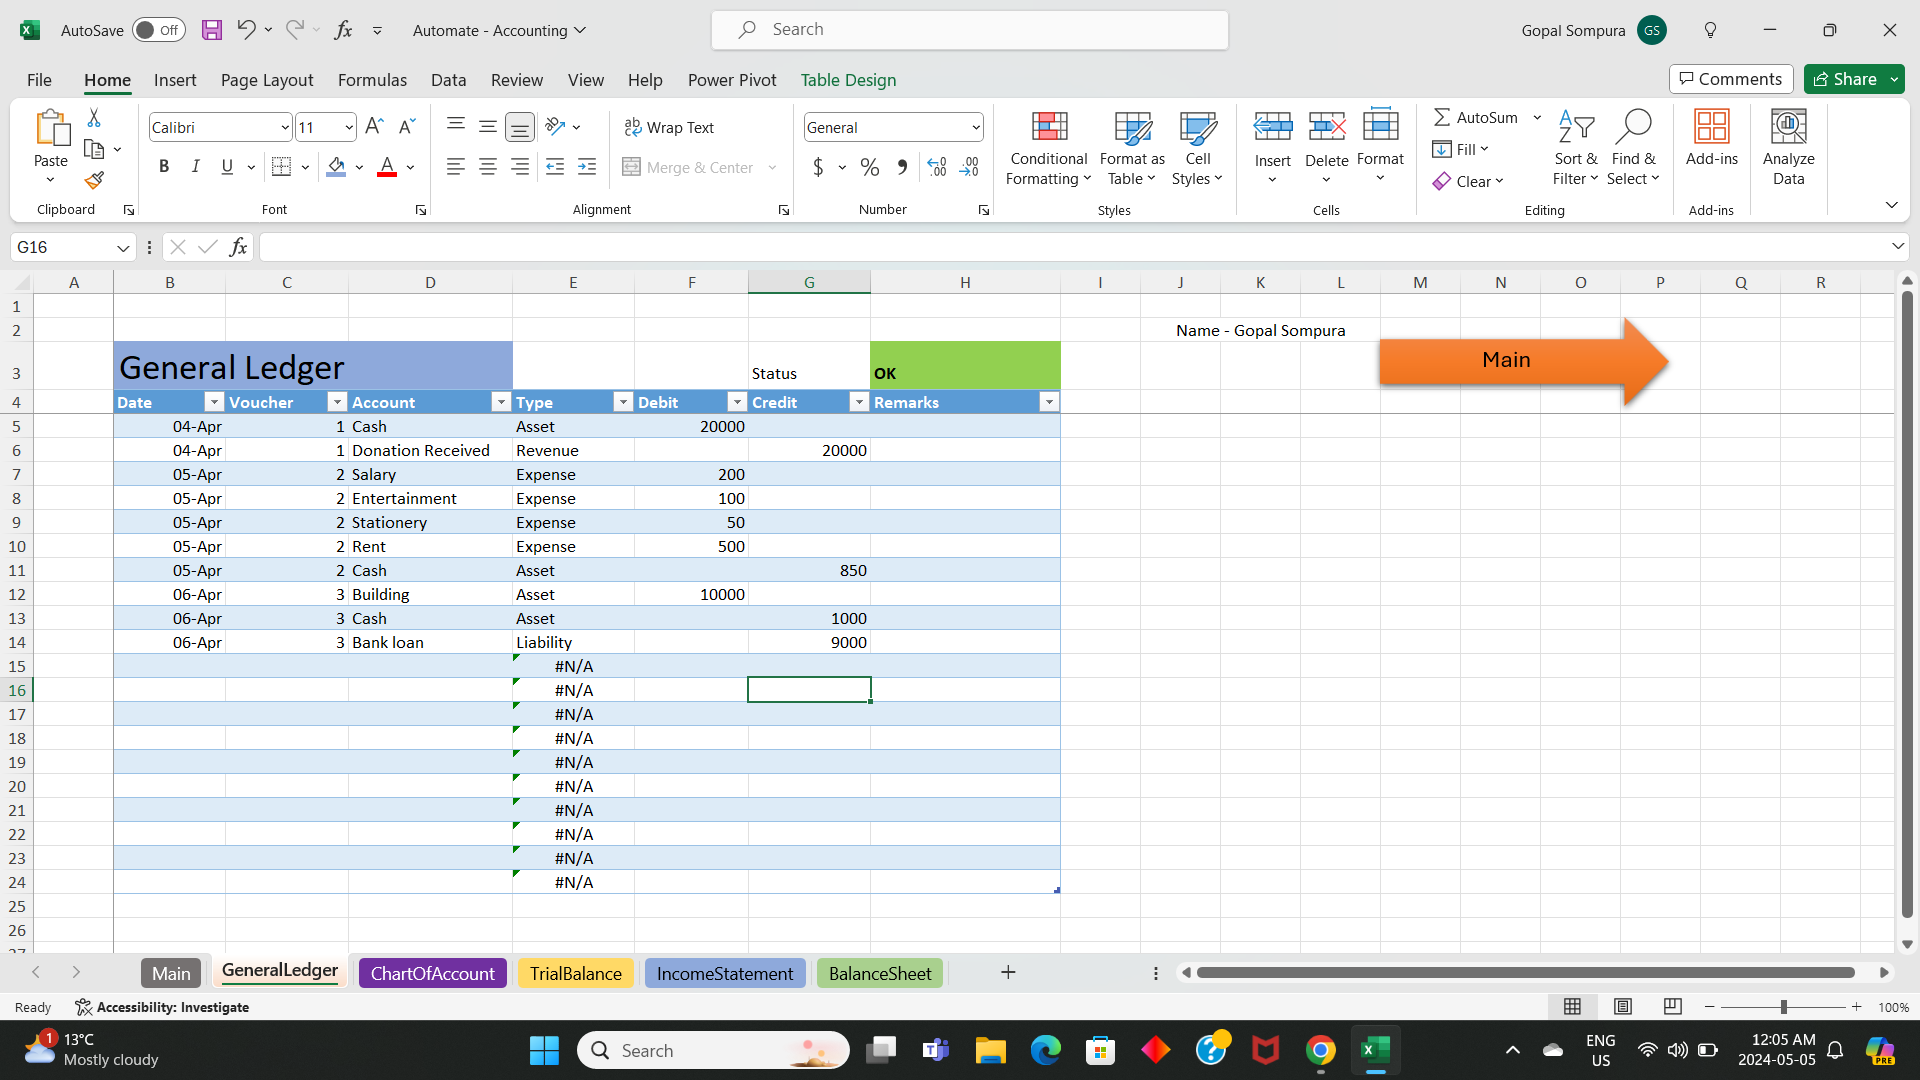 AutoSave Off Automate - Accounting Search Gopal Sompura GS
File Home Insert Page Layout Formulas Data Review View Help Power Pivot Table Design Comments Share
Paste Calibri 11 Wrap Text General Conditional Formatting Format as Table Cell Styles Insert Delete Format AutoSum Sort & Filter Find & Select Add-ins Analyze Data
B I U Merge & Center $ % Fill
Clear
Clipboard Font Alignment Number Styles Cells Editing Add-ins
G16 fx
A B C D E F G H I J K L M N O P Q R
1
2 Name - Gopal Sompura
3 General Ledger Status OK Main
4 Date Voucher Account Type Debit Credit Remarks
5 04-Apr 1 Cash Asset 20000
6 04-Apr 1 Donation Received Revenue 20000
7 05-Apr 2 Salary Expense 200
8 05-Apr 2 Entertainment Expense 100
9 05-Apr 2 Stationery Expense 50
10 05-Apr 2 Rent Expense 500
11 05-Apr 2 Cash Asset 850
12 06-Apr 3 Building Asset 10000
13 06-Apr 3 Cash Asset 1000
14 06-Apr 3 Bank loan Liability 9000
15 #N/A
16 #N/A
17 #N/A
18 #N/A
19 #N/A
20 #N/A
21 #N/A
22 #N/A
23 #N/A
24 #N/A
25
26
27
Main GeneralLedger ChartOfAccount TrialBalance IncomeStatement BalanceSheet
Ready Accessibility: Investigate 100%
1 13°C Search ENG 12:05 AM
Mostly cloudy US 2024-05-05 PRE